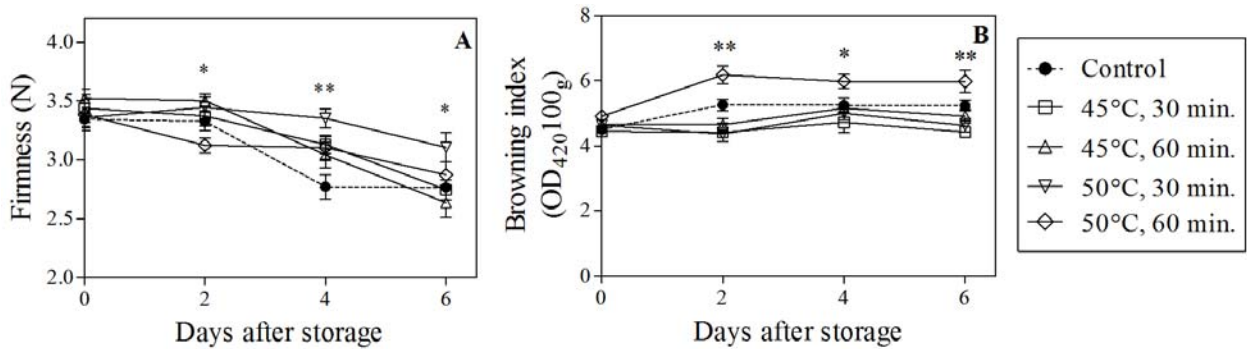 A
4.0
3.5
3.0
2.5
2.0
Firmness (N)
* ** *
0 2 4 6
Days after storage
B
8
6
4
2
0
Browning index
(OD₄₂₀100g)
** * **
0 2 4 6
Days after storage
Control
45°C, 30 min.
45°C, 60 min.
50°C, 30 min.
50°C, 60 min.